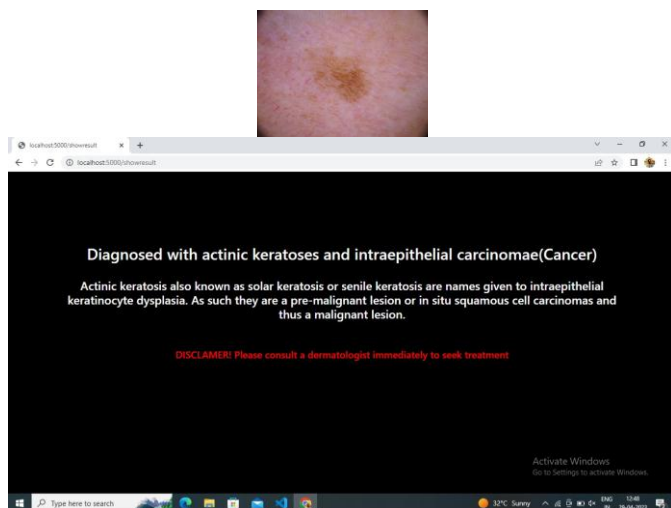 localhost:5000/showresult
localhost:5000/showresult
Diagnosed with actinic keratoses and intraepithelial carcinomae(Cancer)
Actinic keratosis also known as solar keratosis or senile keratosis are names given to intraepithelial
keratinocyte dysplasia. As such they are a pre-malignant lesion or in situ squamous cell carcinomas and
thus a malignant lesion.
DISCLAMER! Please consult a dermatologist immediately to seek treatment
Activate Windows
Go to Settings to activate Windows.
Type here to search
32°C Sunny
ENG
12:48
IN